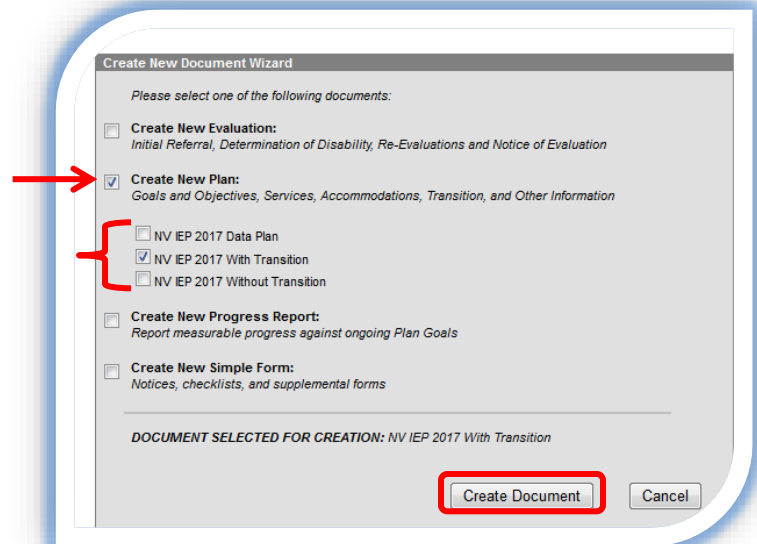 Create New Document Wizard
Please select one of the following documents:
Create New Evaluation:
Initial Referral, Determination of Disability, Re-Evaluations and Notice of Evaluation
Create New Plan:
Goals and Objectives, Services, Accommodations, Transition, and Other Information
NV IEP 2017 Data Plan
NV IEP 2017 With Transition
NV IEP 2017 Without Transition
Create New Progress Report:
Report measurable progress against ongoing Plan Goals
Create New Simple Form:
Notices, checklists, and supplemental forms
DOCUMENT SELECTED FOR CREATION: NV IEP 2017 With Transition
Create Document Cancel